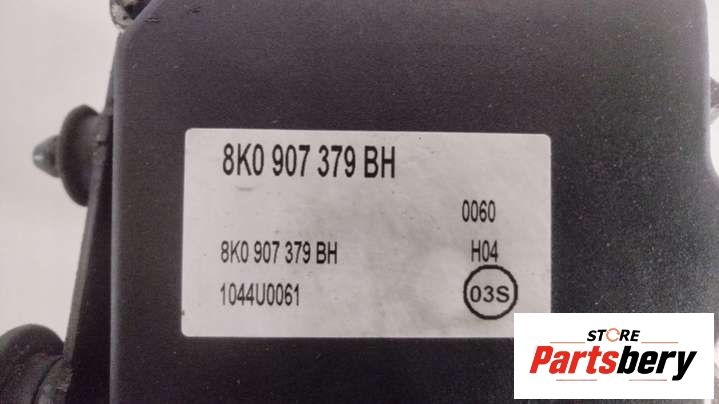 8K0 907 379 BH
0060
8K0 907 379 BH H04
1044U0061 03S
STORE
Partsbery